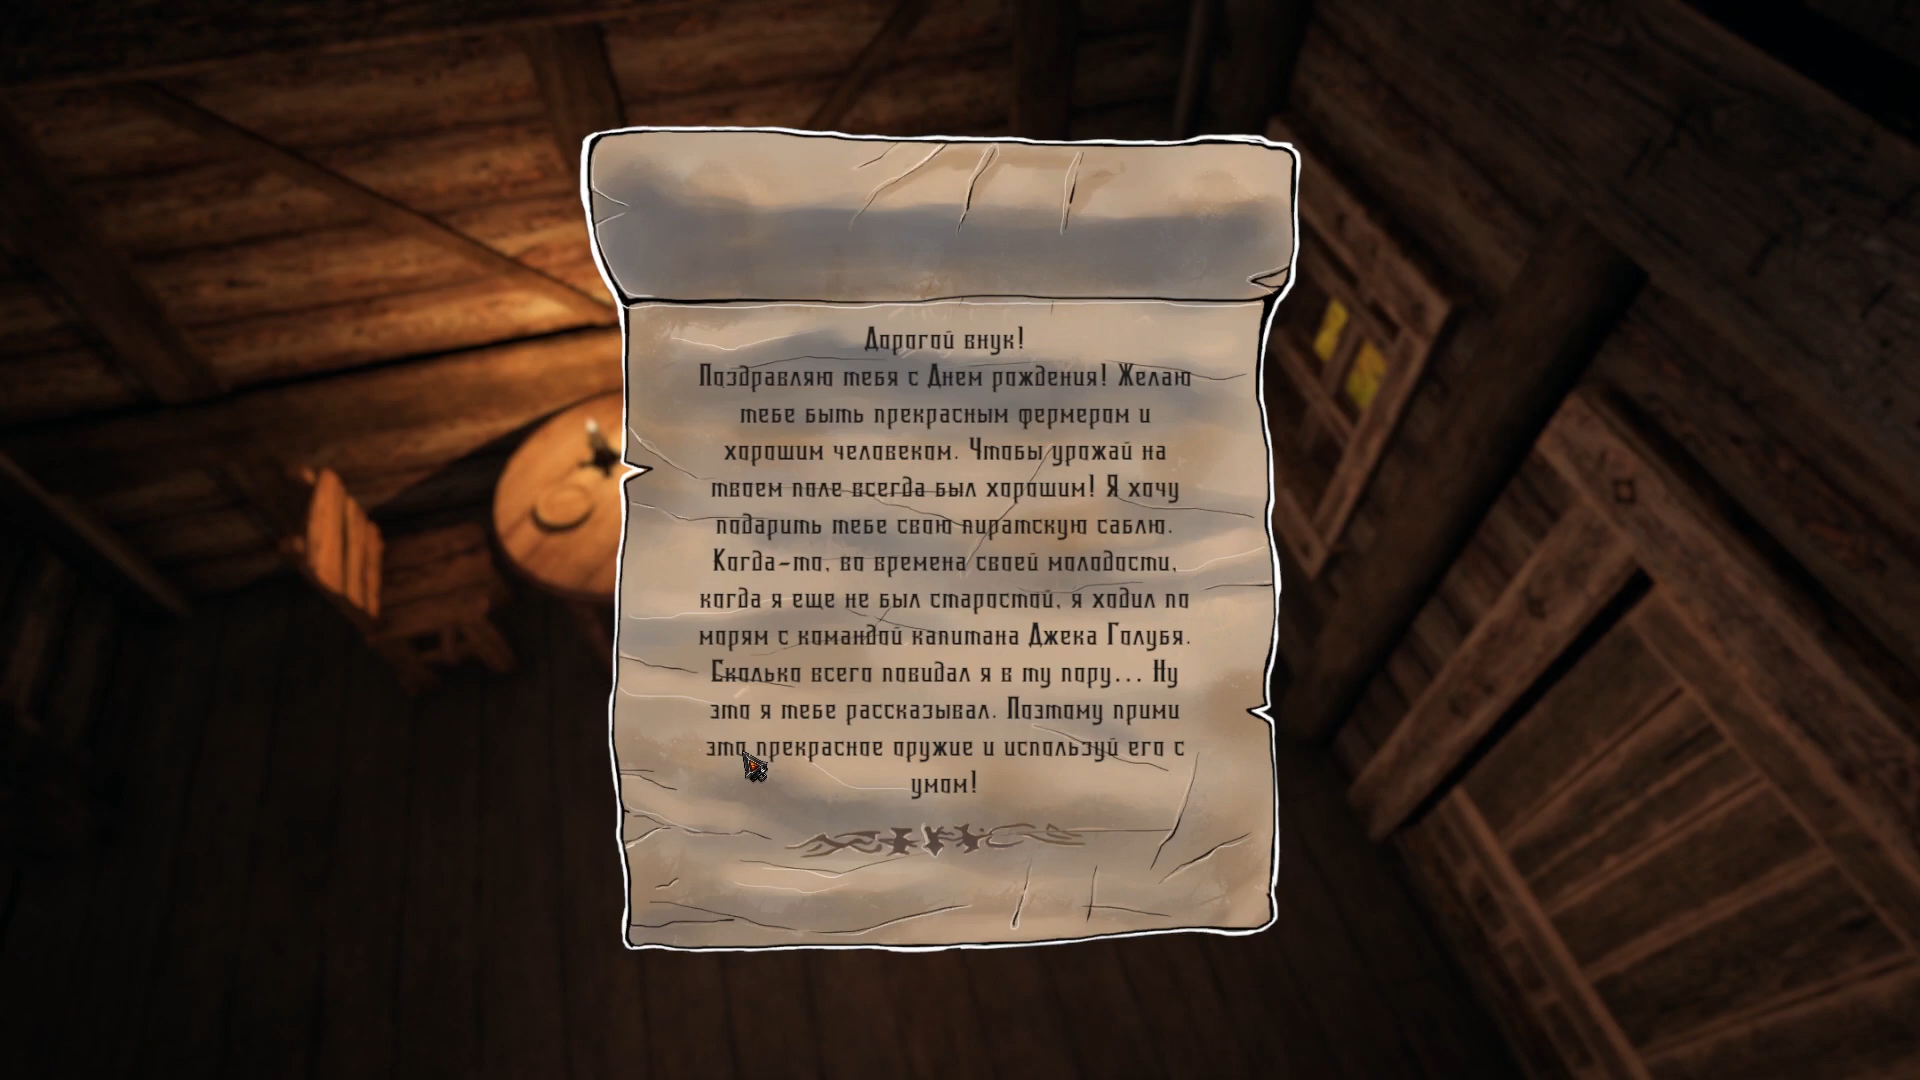 Дорогой внук!
Поздравляю тебя с Днем рождения! Желаю
тебе быть прекрасным фермером и
хорошим человеком. Чтобы урожай на
твоем поле всегда был хорошим! Я хочу
подарить тебе свою пиратскую саблю.
Когда-то, во времена своей молодости,
когда я еще не был старостой, я ходил по
морям с командой капитана Джека Голубя.
Сколько всего повидал я в ту пору... Ну
это я тебе рассказывал. Поэтому прими
это прекрасное оружие и используй его с
умом!